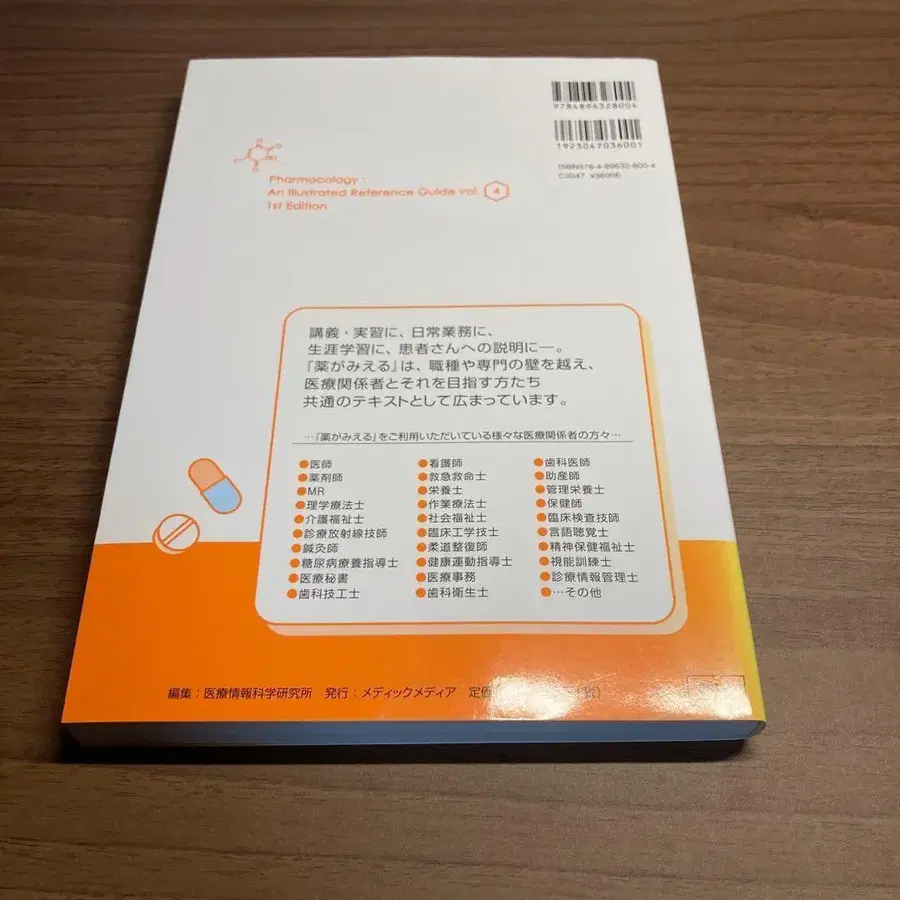 9784896328004
1923047036001
ISBN978-4-89632-800-4
C3047 ¥3600E
Pharmacology :
An Illustrated Reference Guide vol. 4
1st Edition
講義・実習に、日常業務に、
生涯学習に、患者さんへの説明に―。
『薬がみえる』は、職種や専門の壁を越え、
医療関係者とそれを目指す方たち
共通のテキストとして広まっています。
…『薬がみえる』をご利用いただいている様々な医療関係者の方々…
●医師 ●看護師 ●歯科医師
●薬剤師 ●救急救命士 ●助産師
●MR ●栄養士 ●管理栄養士
●理学療法士 ●作業療法士 ●保健師
●介護福祉士 ●社会福祉士 ●臨床検査技師
●診療放射線技師 ●臨床工学技士 ●言語聴覚士
●鍼灸師 ●柔道整復師 ●精神保健福祉士
●糖尿病療養指導士 ●健康運動指導士 ●視能訓練士
●医療秘書 ●医療事務 ●診療情報管理士
●歯科技工士 ●歯科衛生士 ●…その他
編集：医療情報科学研究所 発行：メディックメディア 定価 税）